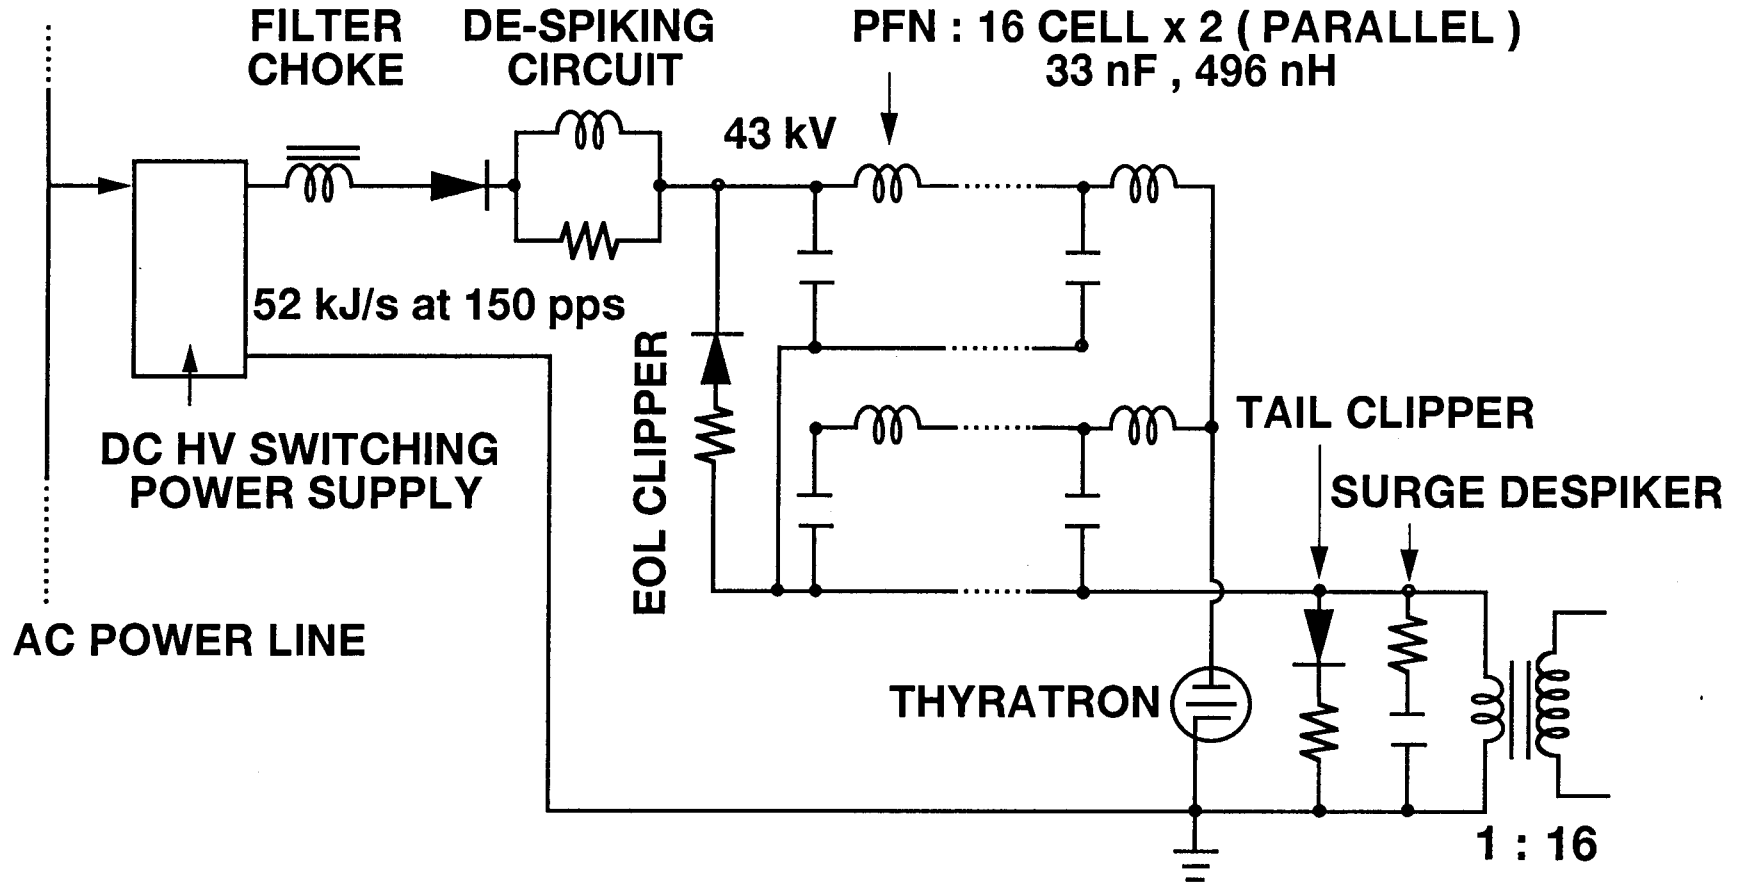 FILTER
CHOKE
DE-SPIKING
CIRCUIT
PFN : 16 CELL x 2 ( PARALLEL )
33 nF , 496 nH
43 kV
52 kJ/s at 150 pps
DC HV SWITCHING
POWER SUPPLY
EOL CLIPPER
TAIL CLIPPER
SURGE DESPIKER
AC POWER LINE
THYRATRON
1 : 16